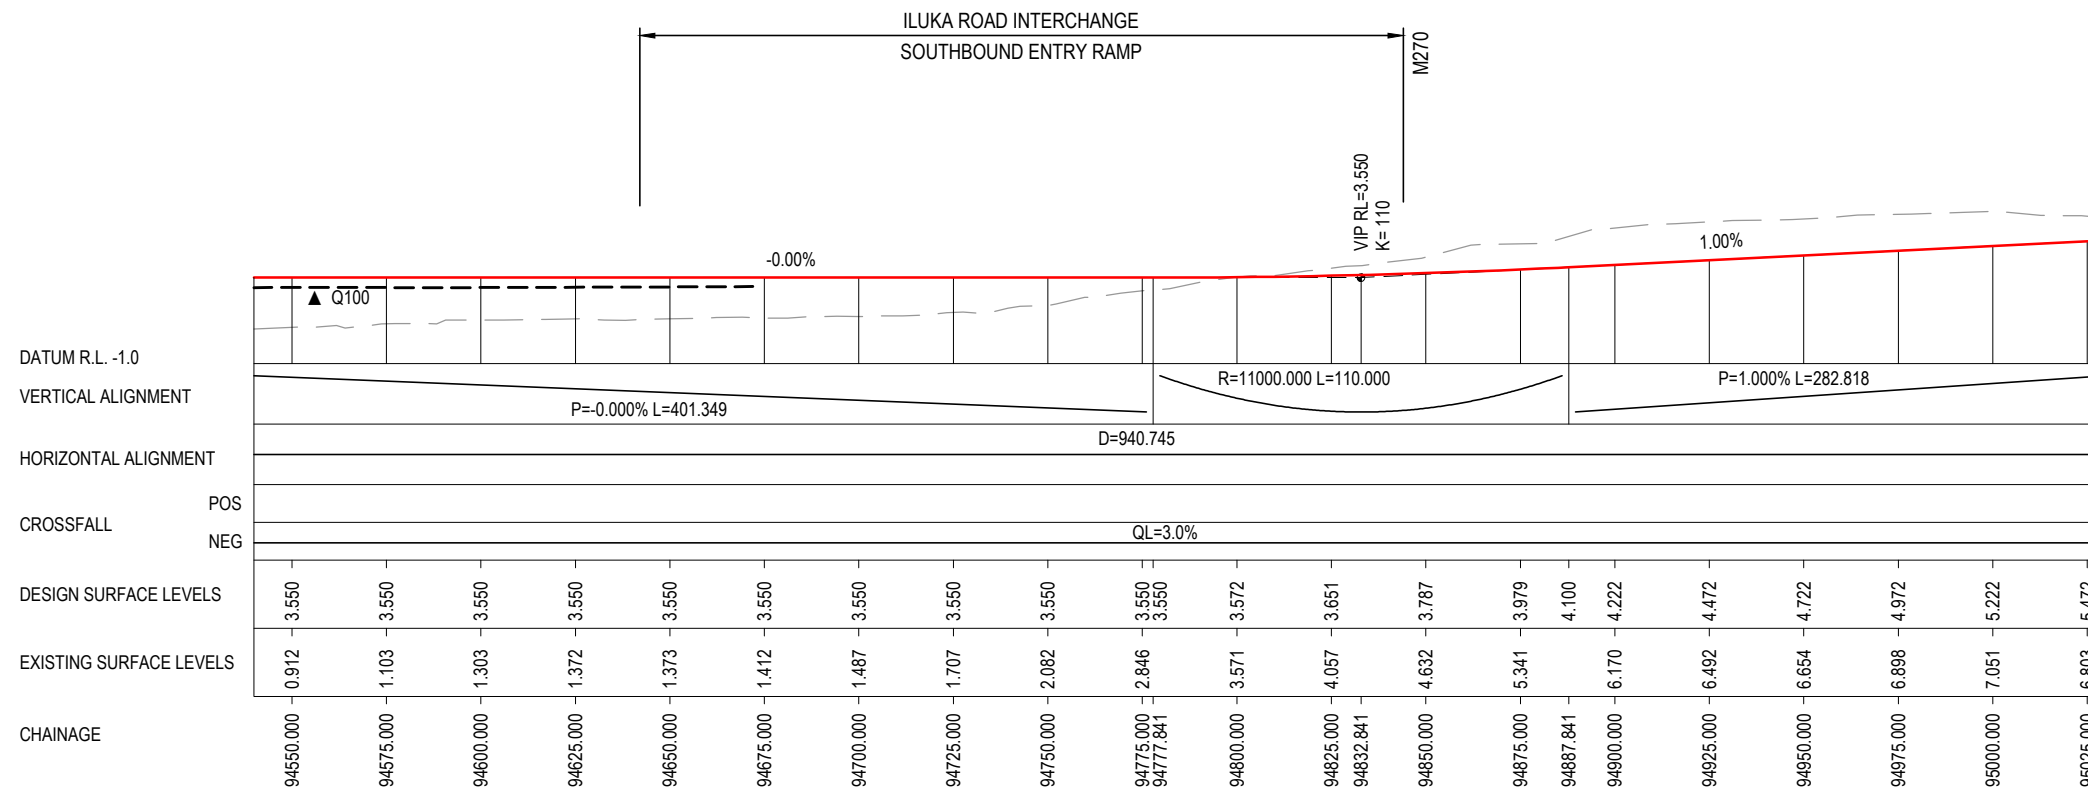 ILUKA ROAD INTERCHANGE
SOUTHBOUND ENTRY RAMP
M270
VIP RL=3.550
K= 110
-0.00%
1.00%
▲ Q100
DATUM R.L. -1.0
VERTICAL ALIGNMENT
P=-0.000% L=401.349
R=11000.000 L=110.000
P=1.000% L=282.818
HORIZONTAL ALIGNMENT
D=940.745
CROSSFALL
POS
NEG
QL=3.0%
DESIGN SURFACE LEVELS
3.550 3.550 3.550 3.550 3.550 3.550 3.550 3.550 3.550 3.550 3.550 3.572 3.651 3.787 3.979 4.100 4.222 4.472 4.722 4.972 5.222 5.472
EXISTING SURFACE LEVELS
0.912 1.103 1.303 1.372 1.373 1.412 1.487 1.707 2.082 2.846 3.571 4.057 4.632 5.341 6.170 6.492 6.654 6.898 7.051 6.803
CHAINAGE
94550.000 94575.000 94600.000 94625.000 94650.000 94675.000 94700.000 94725.000 94750.000 94775.000 94777.841 94800.000 94825.000 94832.841 94850.000 94875.000 94887.841 94900.000 94925.000 94950.000 94975.000 95000.000 95025.000